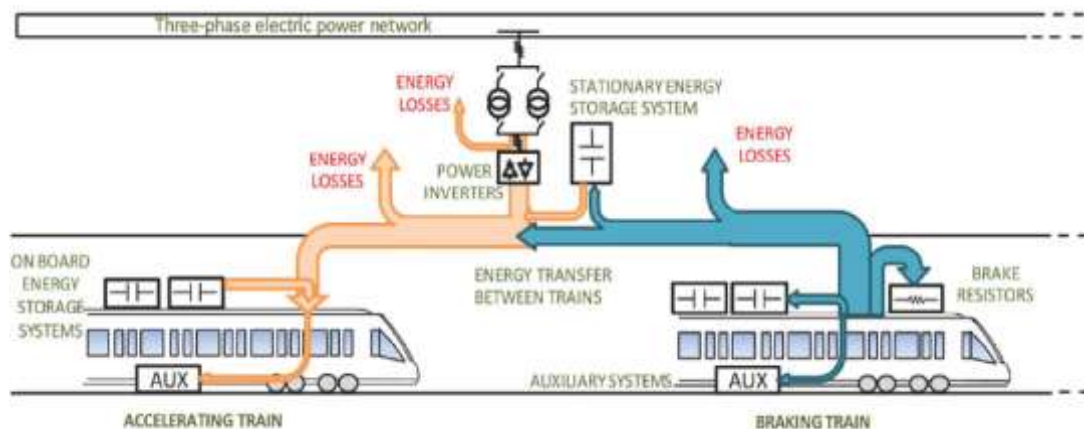 Three-phase electric power network
ENERGY
LOSSES
STATIONARY ENERGY
STORAGE SYSTEM
ENERGY
LOSSES
ENERGY
LOSSES
POWER
INVERTERS
ON BOARD
ENERGY
STORAGE
SYSTEMS
ENERGY TRANSFER
BETWEEN TRAINS
BRAKE
RESISTORS
AUX
AUXILIARY SYSTEMS
AUX
ACCELERATING TRAIN
BRAKING TRAIN